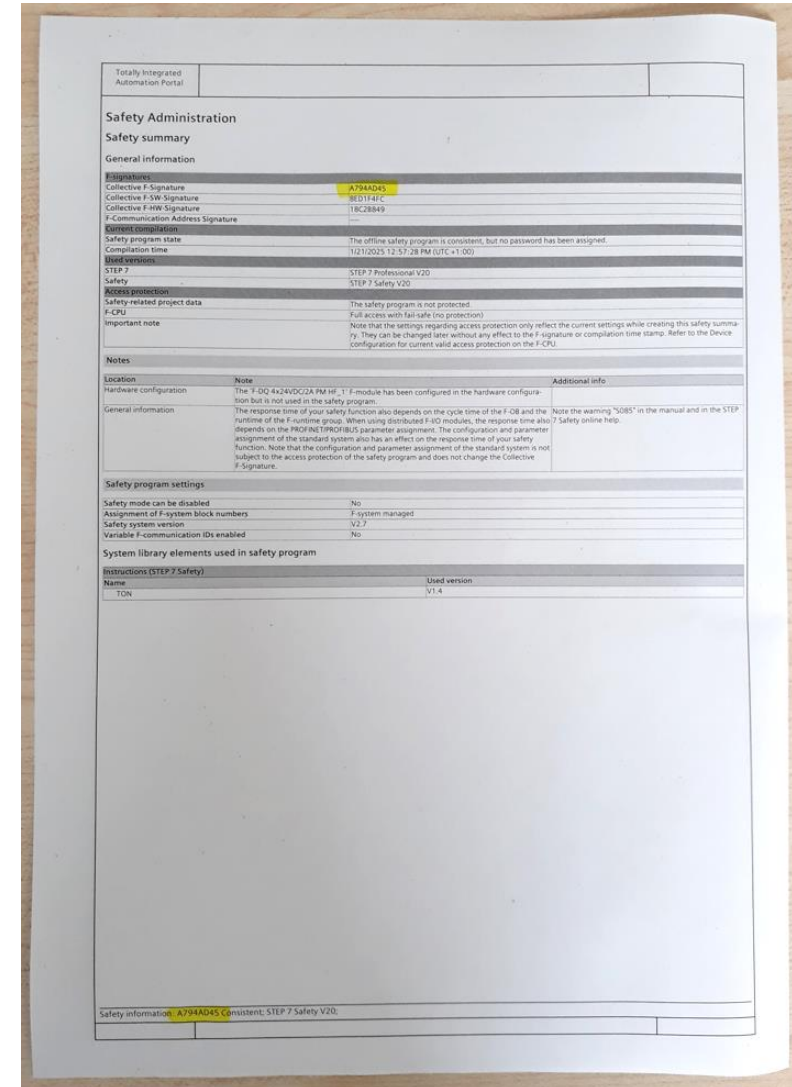 Totally Integrated
Automation Portal
Safety Administration
Safety summary
General information
F-signatures
Collective F-Signature A794AD45
Collective F-SW-Signature 8ED1F4FC
Collective F-HW-Signature 18C28849
F-Communication Address Signature ----
Current compilation
Safety program state The offline safety program is consistent, but no password has been assigned.
Compilation time 1/21/2025 12:57:28 PM (UTC +1:00)
Used versions
STEP 7 STEP 7 Professional V20
Safety STEP 7 Safety V20
Access protection
Safety-related project data The safety program is not protected.
F-CPU Full access with fail-safe (no protection)
Important note Note that the settings regarding access protection only reflect the current settings while creating this safety summa-
ry. They can be changed later without any effect to the F-signature or compilation time stamp. Refer to the Device
configuration for current valid access protection on the F-CPU.
Notes
Location Note Additional info
Hardware configuration The 'F-DQ 4x24VDC/2A PM HF_1' F-module has been configured in the hardware configura-
tion but is not used in the safety program.
General information The response time of your safety function also depends on the cycle time of the F-OB and the Note the warning "S085" in the manual and in the STEP
runtime of the F-runtime group. When using distributed F-I/O modules, the response time also 7 Safety online help.
depends on the PROFINET/PROFIBUS parameter assignment. The configuration and parameter
assignment of the standard system also has an effect on the response time of your safety
function. Note that the configuration and parameter assignment of the standard system is not
subject to the access protection of the safety program and does not change the Collective
F-Signature.
Safety program settings
Safety mode can be disabled No
Assignment of F-system block numbers F-system managed
Safety system version V2.7
Variable F-communication IDs enabled No
System library elements used in safety program
Instructions (STEP 7 Safety)
Name Used version
TON V1.4
Safety information: A794AD45 Consistent; STEP 7 Safety V20;